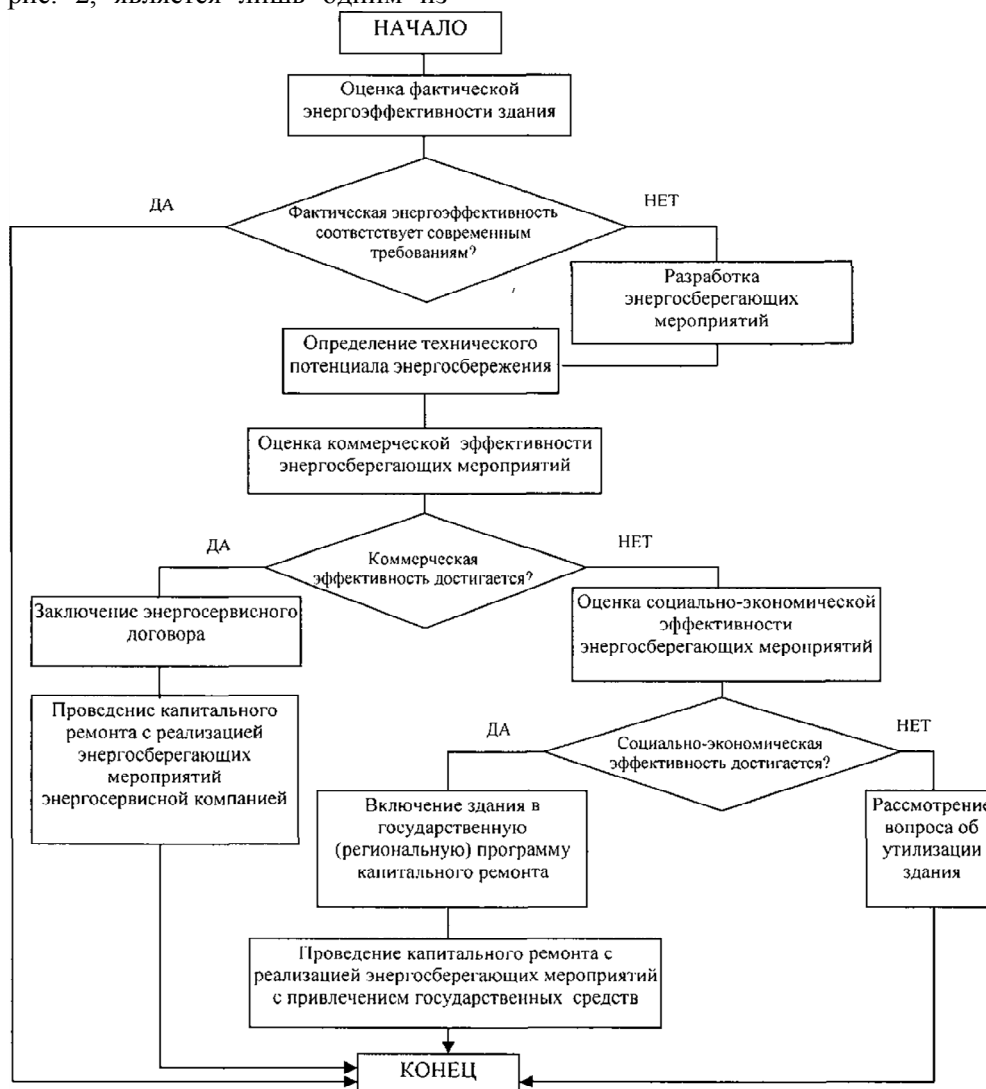 рис. 2, является лишь одним из
НАЧАЛО
Оценка фактической
энергоэффективности здания
ДА
НЕТ
Фактическая энергоэффективность
соответствует современным
требованиям?
Разработка
энергосберегающих
мероприятий
Определение технического
потенциала энергосбережения
Оценка коммерческой эффективности
энергосберегающих мероприятий
ДА
НЕТ
Коммерческая
эффективность достигается?
Заключение энергосервисного
договора
Оценка социально-экономической
эффективности
энергосберегающих мероприятий
Проведение капитального
ремонта с реализацией
энергосберегающих
мероприятий
энергосервисной компанией
ДА
НЕТ
Социально-экономическая
эффективность достигается?
Включение здания в
государственную
(региональную) программу
капитального ремонта
Рассмотрение
вопроса об
утилизации
здания
Проведение капитального ремонта с
реализацией энергосберегающих мероприятий
с привлечением государственных средств
КОНЕЦ